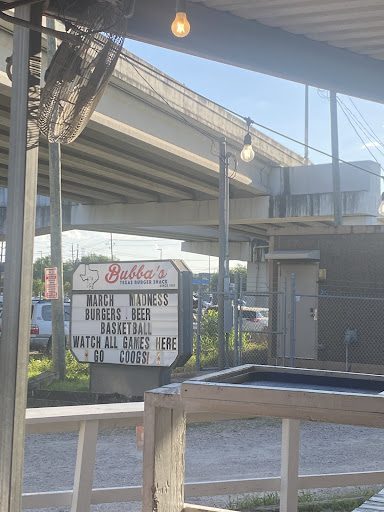 Bubba's
TEXAS BURGER SHACK
MARCH MADNESS
BURGERS . BEER
BASKETBALL
WATCH ALL GAMES HERE
GO COOGS!